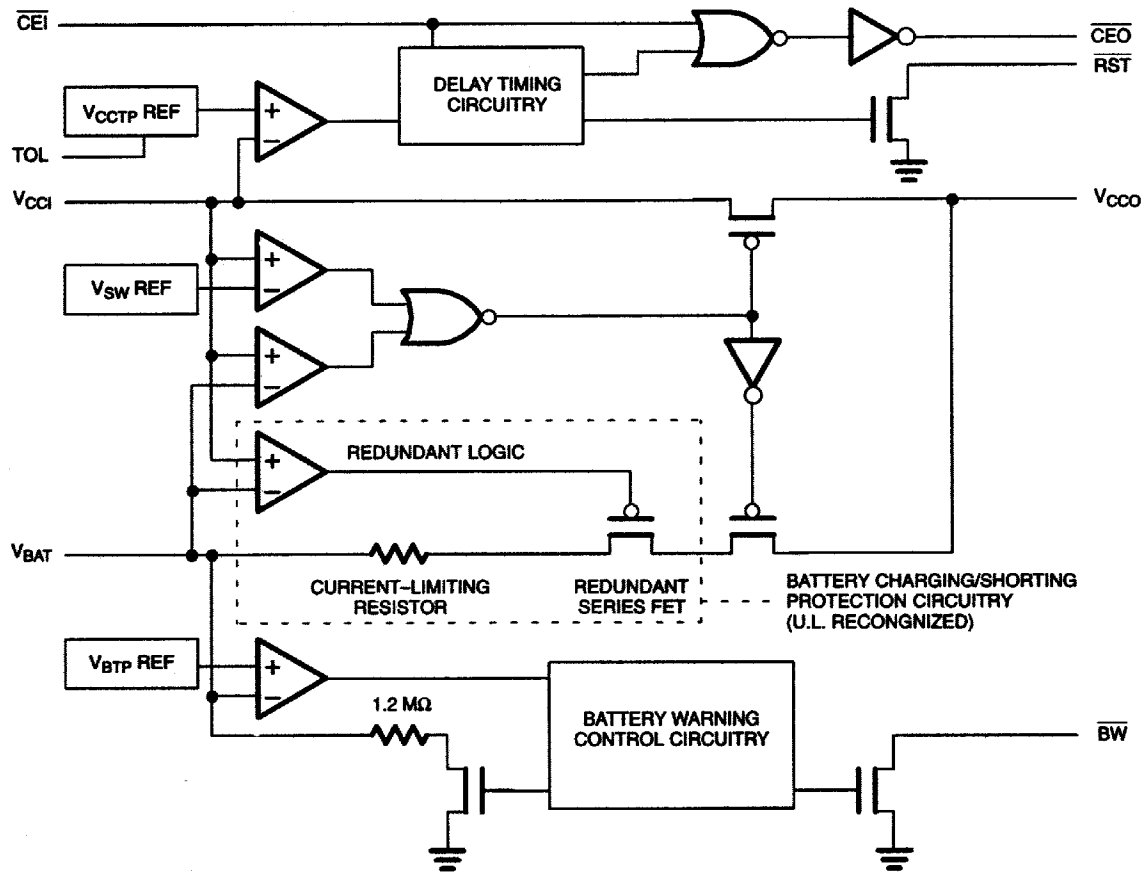 CEI
CEO
RST
DELAY TIMING
CIRCUITRY
VCCTP REF
+
−
TOL
VCCI
VCCO
+
−
VSW REF
+
−
REDUNDANT LOGIC
+
−
VBAT
CURRENT–LIMITING
RESISTOR
REDUNDANT
SERIES FET
BATTERY CHARGING/SHORTING
PROTECTION CIRCUITRY
(U.L. RECONGNIZED)
VBTP REF
+
−
1.2 MΩ
BATTERY WARNING
CONTROL CIRCUITRY
BW